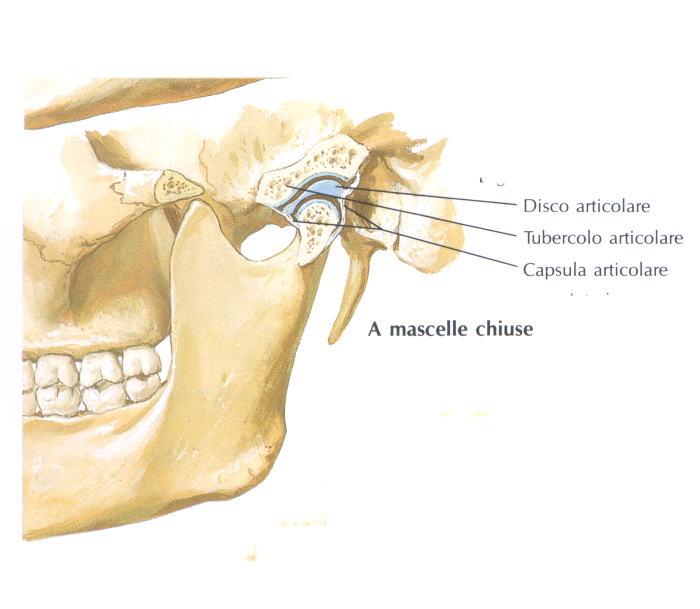 Disco articolare
Tubercolo articolare
Capsula articolare
A mascelle chiuse